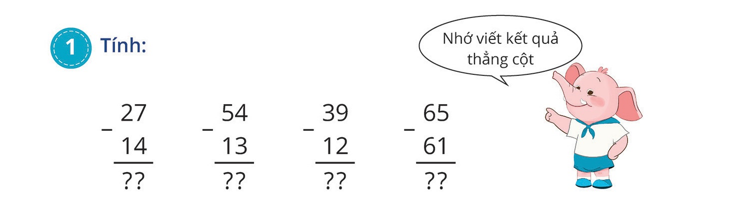 1 Tính:
Nhớ viết kết quả
thẳng cột
27 54 39 65
- - - -
14 13 12 61
?? ?? ?? ??